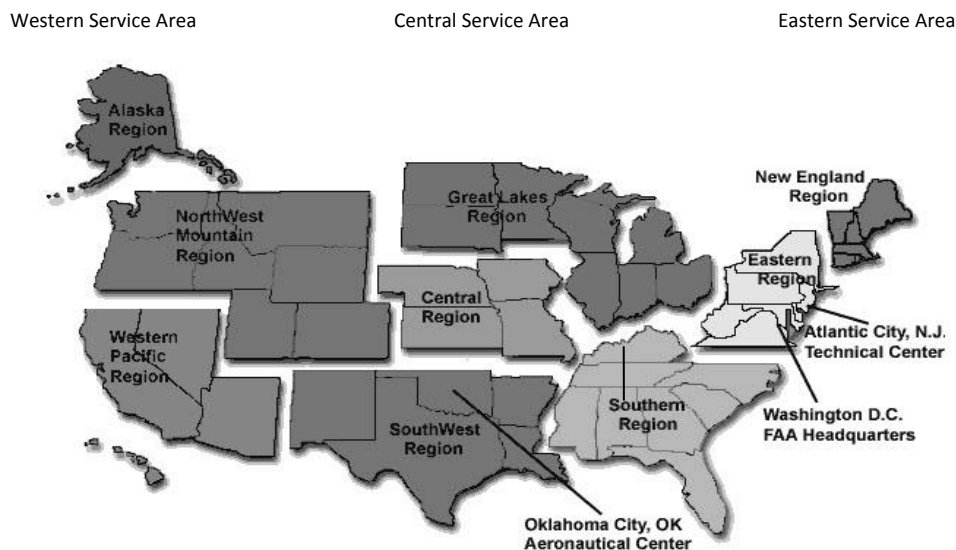 Western Service Area
Central Service Area
Eastern Service Area
Alaska
Region
NorthWest
Mountain
Region
Great Lakes
Region
New England
Region
Eastern
Region
Central
Region
Western
Pacific
Region
Atlantic City, N.J.
Technical Center
SouthWest
Region
Southern
Region
Washington D.C.
FAA Headquarters
Oklahoma City, OK
Aeronautical Center